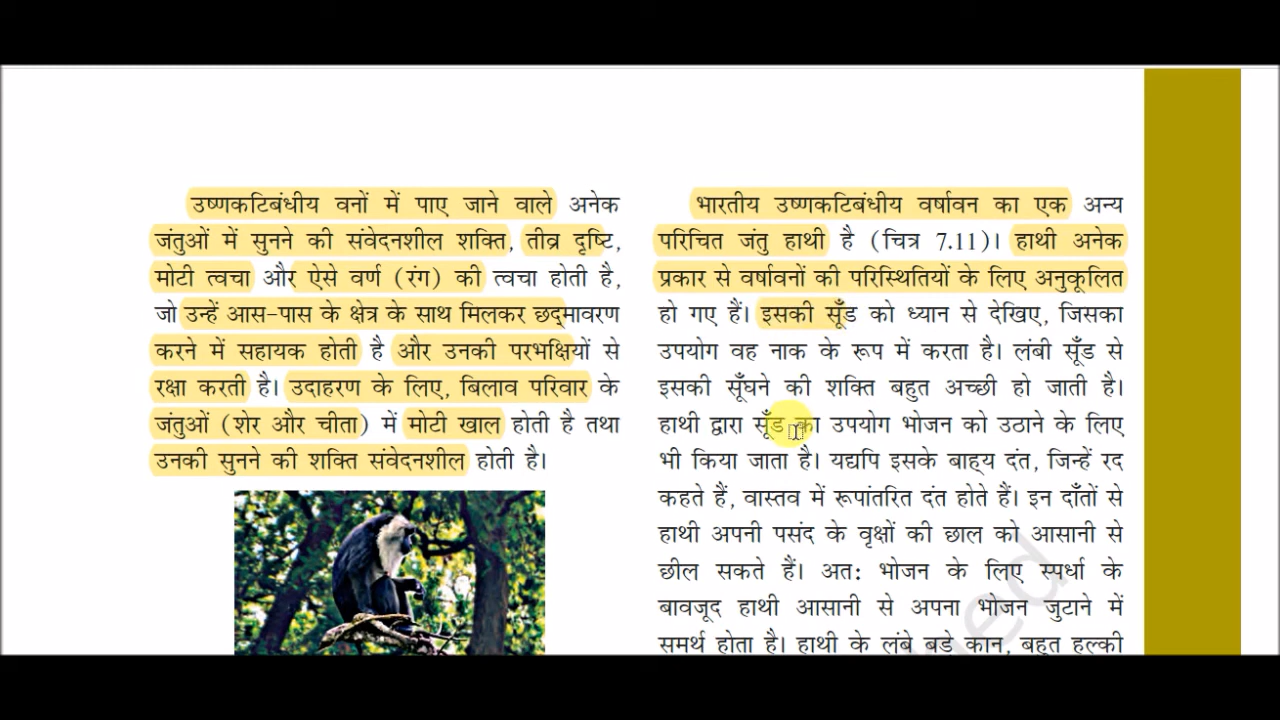 उष्णकटिबंधीय वनों में पाए जाने वाले अनेक
जंतुओं में सुनने की संवेदनशील शक्ति, तीव्र दृष्टि,
मोटी त्वचा और ऐसे वर्ण (रंग) की त्वचा होती है,
जो उन्हें आस-पास के क्षेत्र के साथ मिलकर छद्मावरण
करने में सहायक होती है और उनकी परभक्षियों से
रक्षा करती है। उदाहरण के लिए, बिलाव परिवार के
जंतुओं (शेर और चीता) में मोटी खाल होती है तथा
उनकी सुनने की शक्ति संवेदनशील होती है।
भारतीय उष्णकटिबंधीय वर्षावन का एक अन्य
परिचित जंतु हाथी है (चित्र 7.11)। हाथी अनेक
प्रकार से वर्षावनों की परिस्थितियों के लिए अनुकूलित
हो गए हैं। इसकी सूँड को ध्यान से देखिए, जिसका
उपयोग वह नाक के रूप में करता है। लंबी सूँड से
इसकी सूँघने की शक्ति बहुत अच्छी हो जाती है।
हाथी द्वारा सूँड का उपयोग भोजन को उठाने के लिए
भी किया जाता है। यद्यपि इसके बाह्य दंत, जिन्हें रद
कहते हैं, वास्तव में रूपांतरित दंत होते हैं। इन दाँतों से
हाथी अपनी पसंद के वृक्षों की छाल को आसानी से
छील सकते हैं। अत: भोजन के लिए स्पर्धा के
बावजूद हाथी आसानी से अपना भोजन जुटाने में
समर्थ होता है। हाथी के लंबे बडे कान, बहुत हल्की